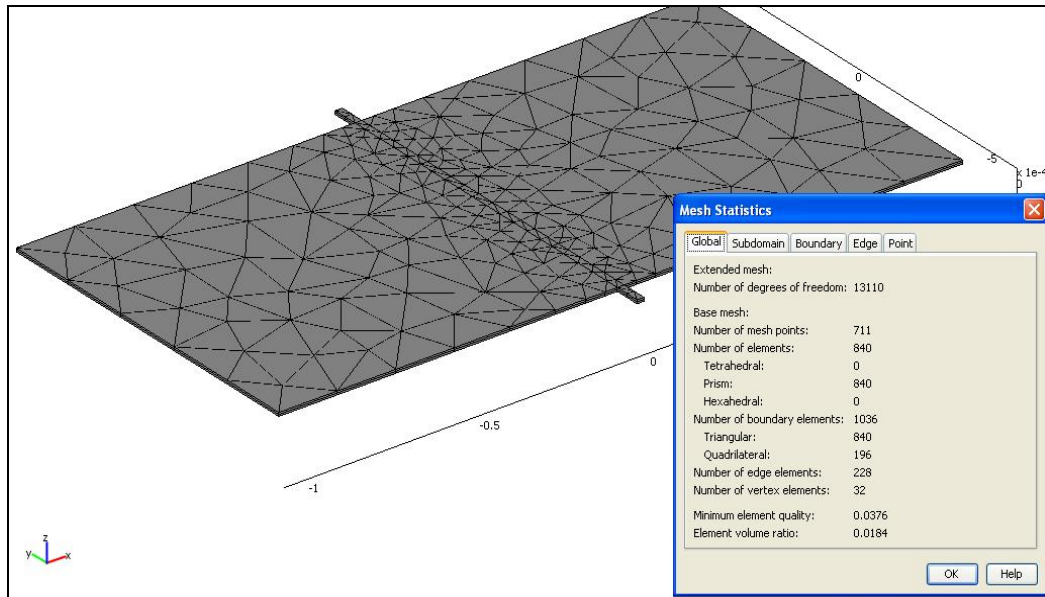 0
-5
x 1e-4
0
0
-0.5
-1
z
y
x
Mesh Statistics
Global Subdomain Boundary Edge Point
Extended mesh:
Number of degrees of freedom: 13110
Base mesh:
Number of mesh points: 711
Number of elements: 840
Tetrahedral: 0
Prism: 840
Hexahedral: 0
Number of boundary elements: 1036
Triangular: 840
Quadrilateral: 196
Number of edge elements: 228
Number of vertex elements: 32
Minimum element quality: 0.0376
Element volume ratio: 0.0184
OK Help